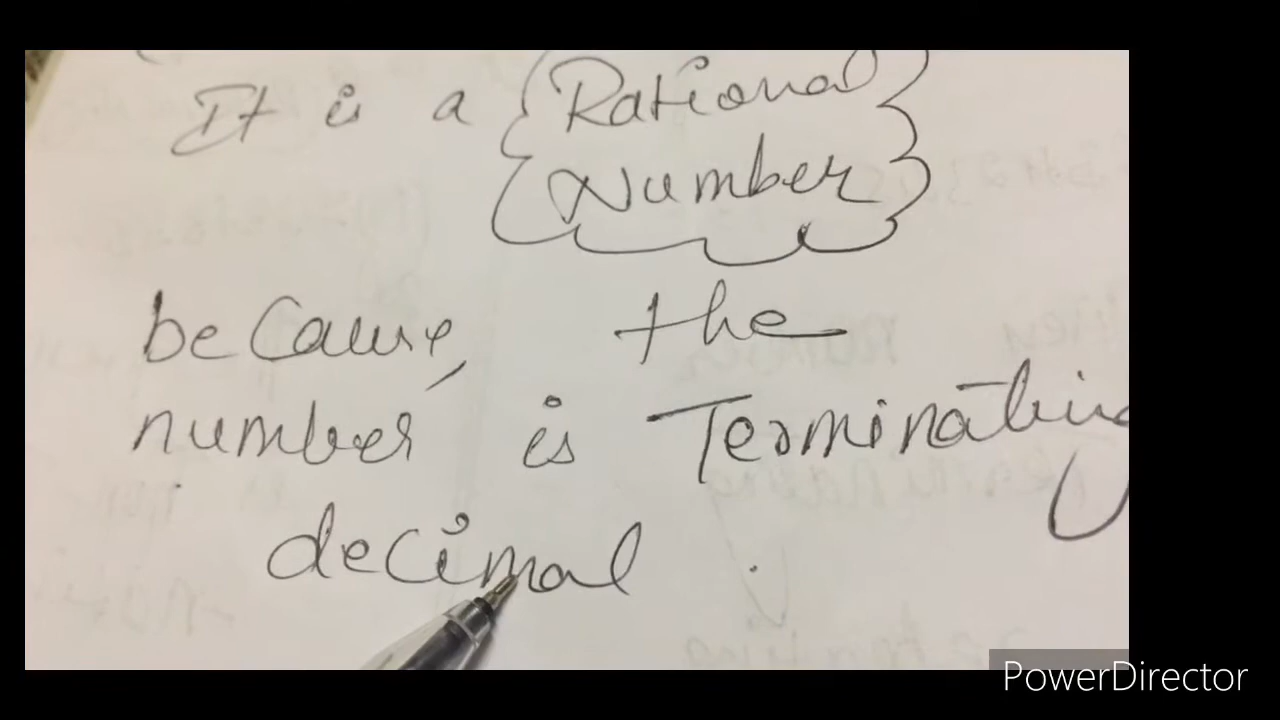 It is a Rational
Number
because, the
number is Terminating
decimal.
PowerDirector